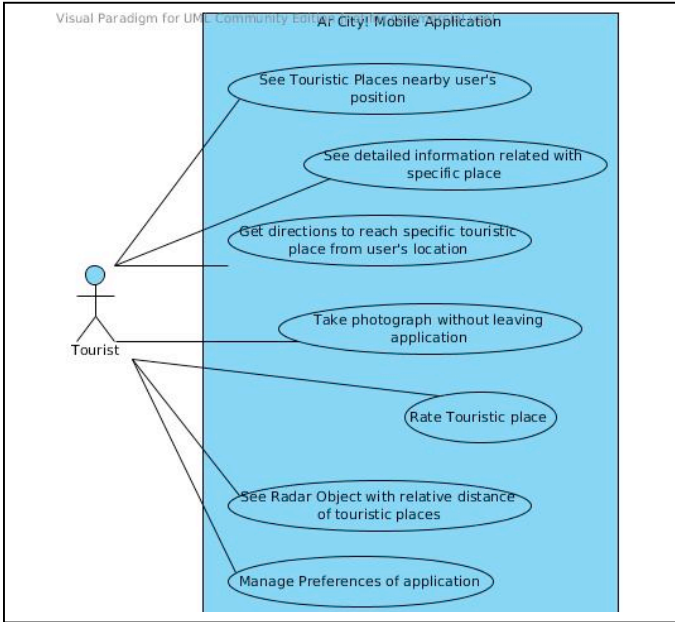 Visual Paradigm for UML Community Edition
Ar City! Mobile Application
See Touristic Places nearby user's
position
See detailed information related with
specific place
Get directions to reach specific touristic
place from user's location
Take photograph without leaving
application
Tourist
Rate Touristic place
See Radar Object with relative distance
of touristic places
Manage Preferences of application